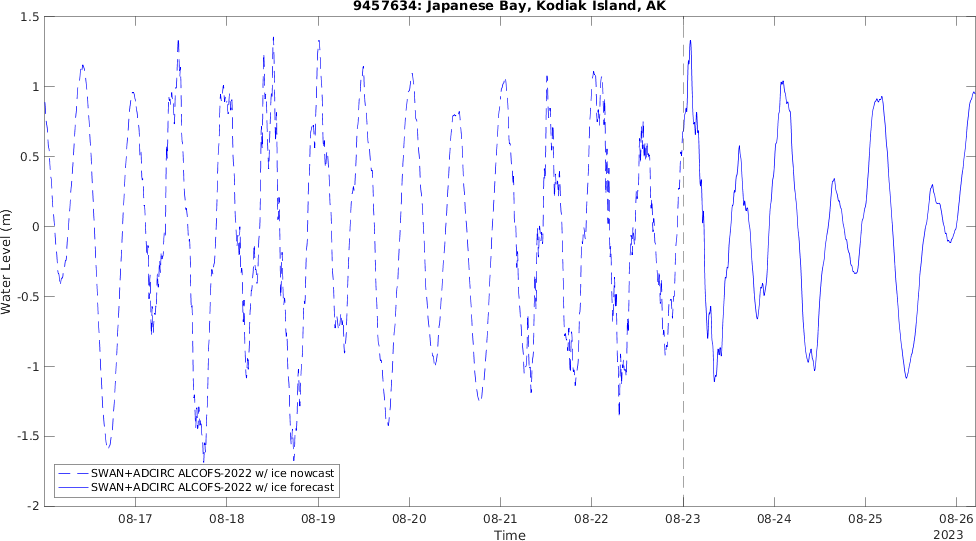 9457634: Japanese Bay, Kodiak Island, AK
1.5
1
0.5
0
-0.5
-1
-1.5
-2
Water Level (m)
SWAN+ADCIRC ALCOFS-2022 w/ ice nowcast
SWAN+ADCIRC ALCOFS-2022 w/ ice forecast
08-17 08-18 08-19 08-20 08-21 08-22 08-23 08-24 08-25 08-26
Time 2023